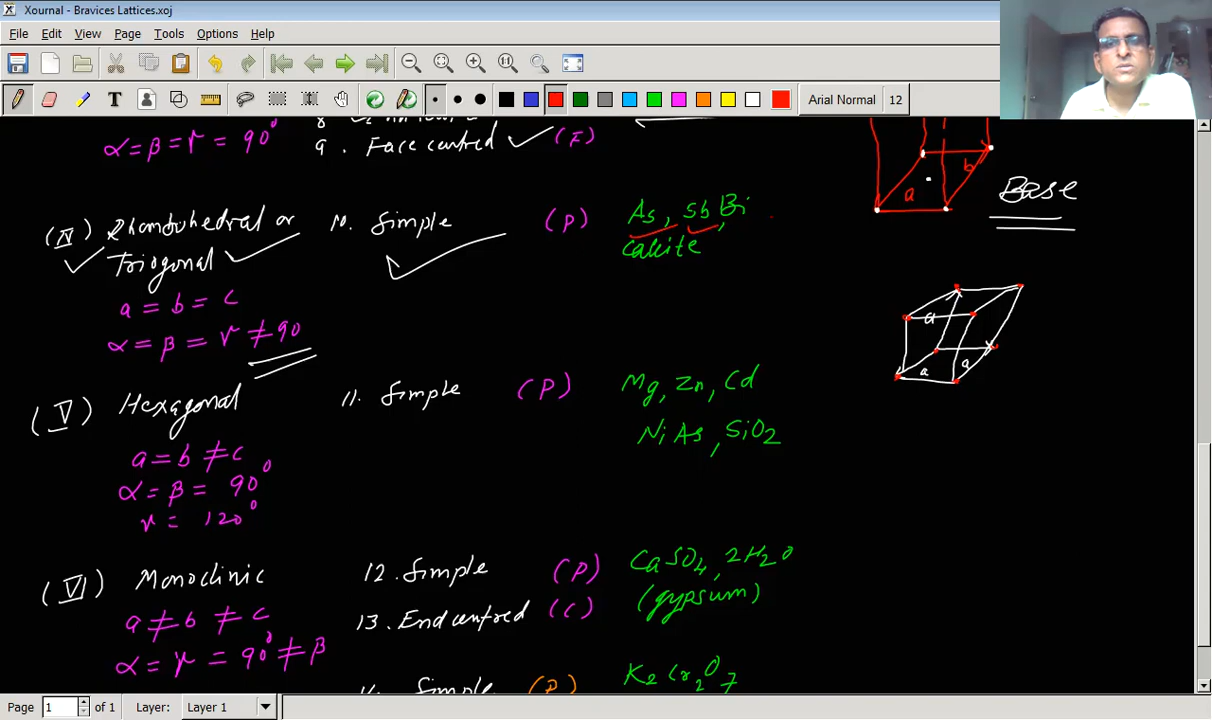 Xournal - Bravices Lattices.xoj
File Edit View Page Tools Options Help
Arial Normal 12
α = β = γ = 90°
9. Face centred (F)
Base
(IV) Rhombohedral or 10. Simple (P) As, Sb, Bi
Triogonal Calcite
a = b = c
α = β = γ ≠ 90
a b
a a a
(V) Hexagonal 11. Simple (P) Mg, Zn, Cd
NiAs, SiO2
a = b ≠ c
α = β = 90°
γ = 120°
(VI) Monoclinic 12. Simple (P) CaSO4, 2H2O
(gypsum)
a ≠ b ≠ c 13. End centred (C)
α = γ = 90° ≠ β
Simple (P) K2Cr2O7
Page 1 of 1 Layer: Layer 1